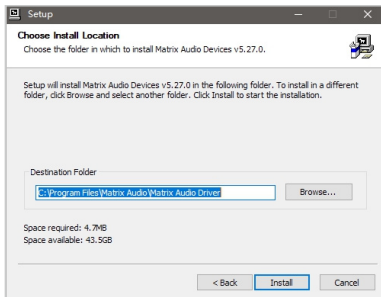 Setup
Choose Install Location
Choose the folder in which to install Matrix Audio Devices v5.27.0.
Setup will install Matrix Audio Devices v5.27.0 in the following folder. To install in a different
folder, click Browse and select another folder. Click Install to start the installation.
Destination Folder
C:\Program Files\Matrix Audio\Matrix Audio Driver
Browse...
Space required: 4.7MB
Space available: 43.5GB
< Back
Install
Cancel